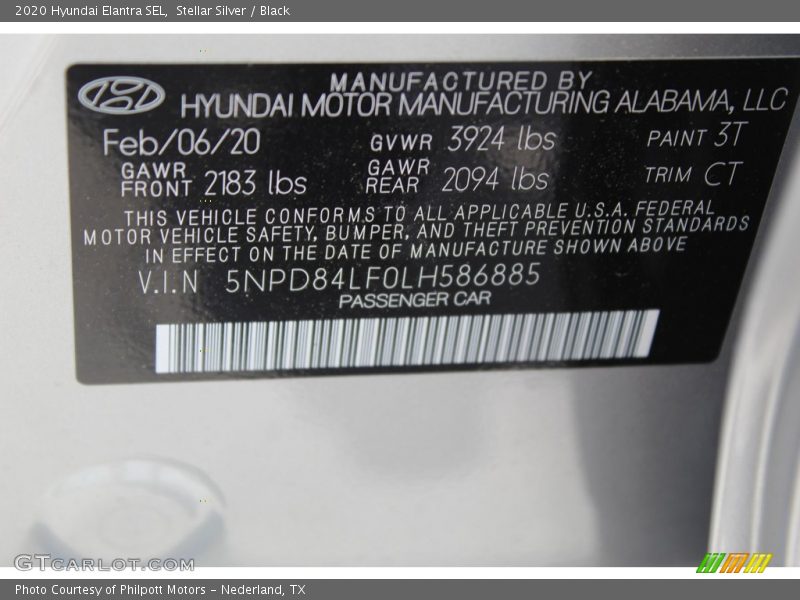 2020 Hyundai Elantra SEL,  Stellar Silver / Black
MANUFACTURED BY
HYUNDAI MOTOR MANUFACTURING ALABAMA, LLC
Feb/06/20 GVWR 3924 lbs PAINT 3T
GAWR FRONT 2183 lbs GAWR REAR 2094 lbs TRIM CT
THIS VEHICLE CONFORMS TO ALL APPLICABLE U.S.A. FEDERAL
MOTOR VEHICLE SAFETY, BUMPER, AND THEFT PREVENTION STANDARDS
IN EFFECT ON THE DATE OF MANUFACTURE SHOWN ABOVE
V.I.N 5NPD84LF0LH586885
PASSENGER CAR
GTCARLOT.COM
Photo Courtesy of Philpott Motors - Nederland, TX